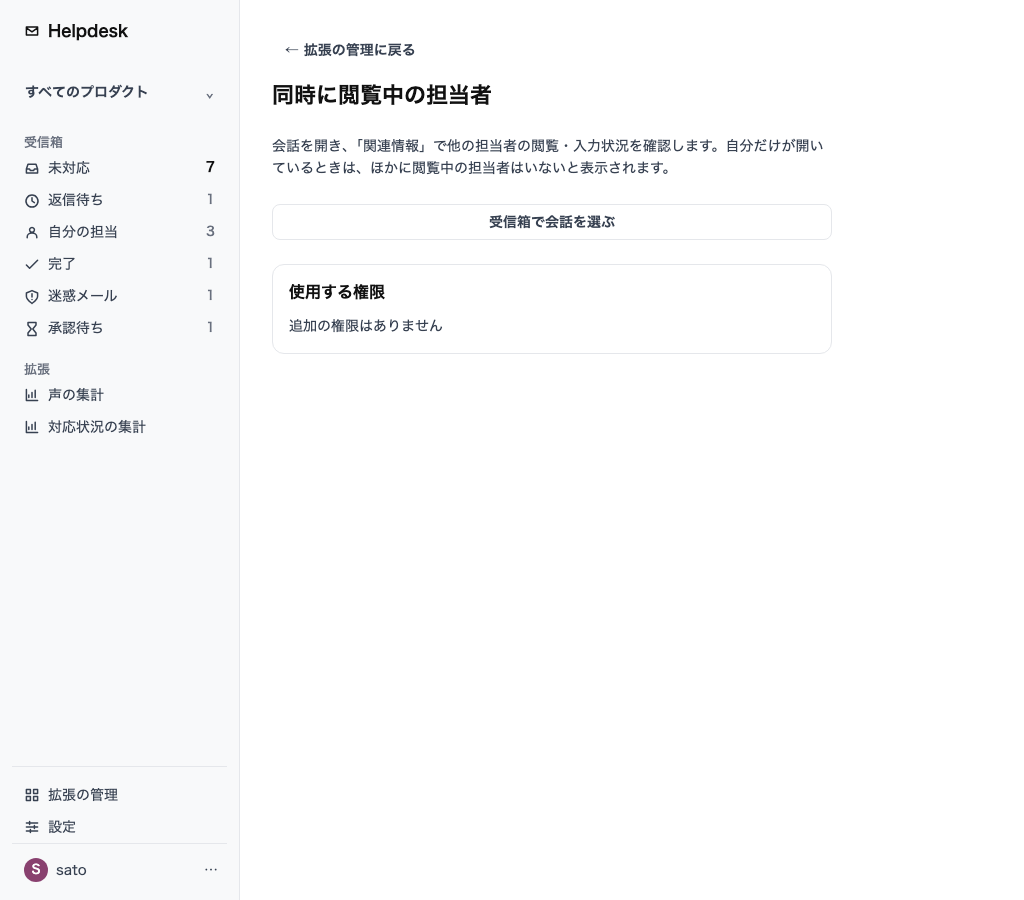 Helpdesk
すべてのプロダクト
受信箱
未対応 7
返信待ち 1
自分の担当 3
完了 1
迷惑メール 1
承認待ち 1
拡張
声の集計
対応状況の集計
拡張の管理
設定
S sato ...
← 拡張の管理に戻る
同時に閲覧中の担当者
会話を開き、「関連情報」で他の担当者の閲覧・入力状況を確認します。自分だけが開い
ているときは、ほかに閲覧中の担当者はいないと表示されます。
受信箱で会話を選ぶ
使用する権限
追加の権限はありません